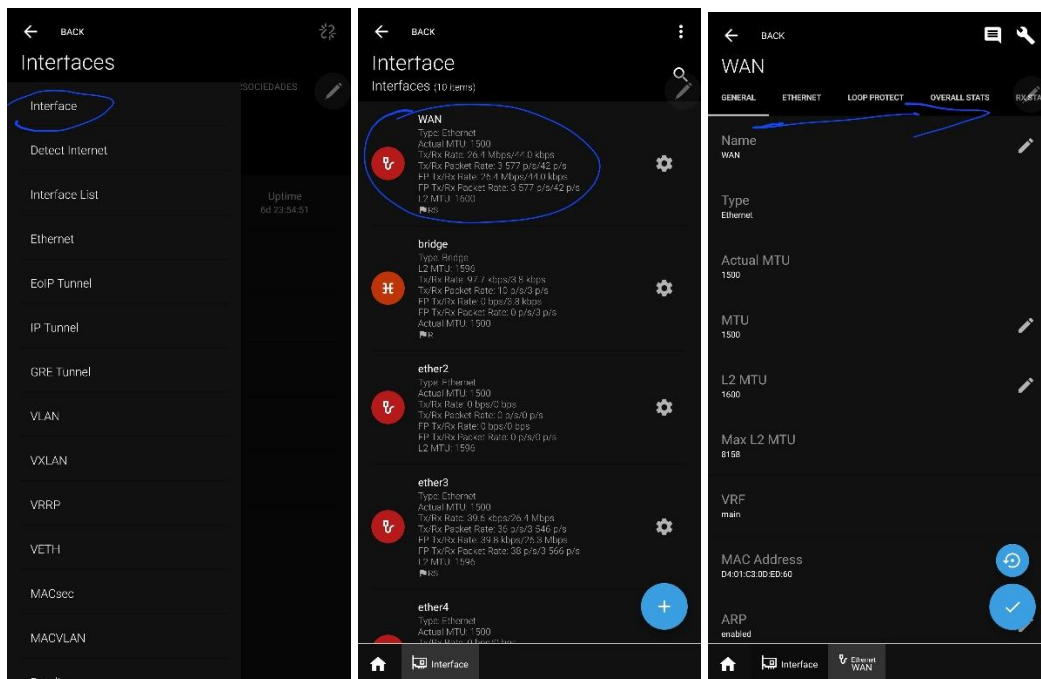 BACK
Interfaces
SOCIEDADES
Interface
Detect Internet
Interface List
Uptime
6d 23:54:51
Ethernet
EoIP Tunnel
IP Tunnel
GRE Tunnel
VLAN
VXLAN
VRRP
VETH
MACsec
MACVLAN
BACK
Interface
Interfaces (10 items)
WAN
Type: Ethernet
Actual MTU: 1500
Tx/Rx Rate: 26.4 Mbps/44.0 kbps
Tx/Rx Packet Rate: 3 577 p/s/42 p/s
FP Tx/Rx Rate: 26.4 Mbps/44.0 kbps
FP Tx/Rx Packet Rate: 3 577 p/s/42 p/s
L2 MTU: 1600
RS
bridge
Type: Bridge
L2 MTU: 1596
Tx/Rx Rate: 97.7 kbps/3.8 kbps
Tx/Rx Packet Rate: 10 p/s/3 p/s
FP Tx/Rx Rate: 0 bps/3.8 kbps
FP Tx/Rx Packet Rate: 0 p/s/3 p/s
Actual MTU: 1500
R
ether2
Type: Ethernet
Actual MTU: 1500
Tx/Rx Rate: 0 bps/0 bps
Tx/Rx Packet Rate: 0 p/s/0 p/s
FP Tx/Rx Rate: 0 bps/0 bps
FP Tx/Rx Packet Rate: 0 p/s/0 p/s
L2 MTU: 1596
ether3
Type: Ethernet
Actual MTU: 1500
Tx/Rx Rate: 39.6 kbps/26.4 Mbps
Tx/Rx Packet Rate: 36 p/s/3 546 p/s
FP Tx/Rx Rate: 39.8 kbps/26.3 Mbps
FP Tx/Rx Packet Rate: 38 p/s/3 566 p/s
L2 MTU: 1596
RS
ether4
Type: Ethernet
Actual MTU: 1500
Tx/Rx Rate: 0 bps/0 bps
Interface
BACK
WAN
GENERAL ETHERNET LOOP PROTECT OVERALL STATS RX STA
Name
WAN
Type
Ethernet
Actual MTU
1500
MTU
1500
L2 MTU
1600
Max L2 MTU
8158
VRF
main
MAC Address
D4:01:C3:0D:ED:60
ARP
enabled
Interface
Ethernet
WAN